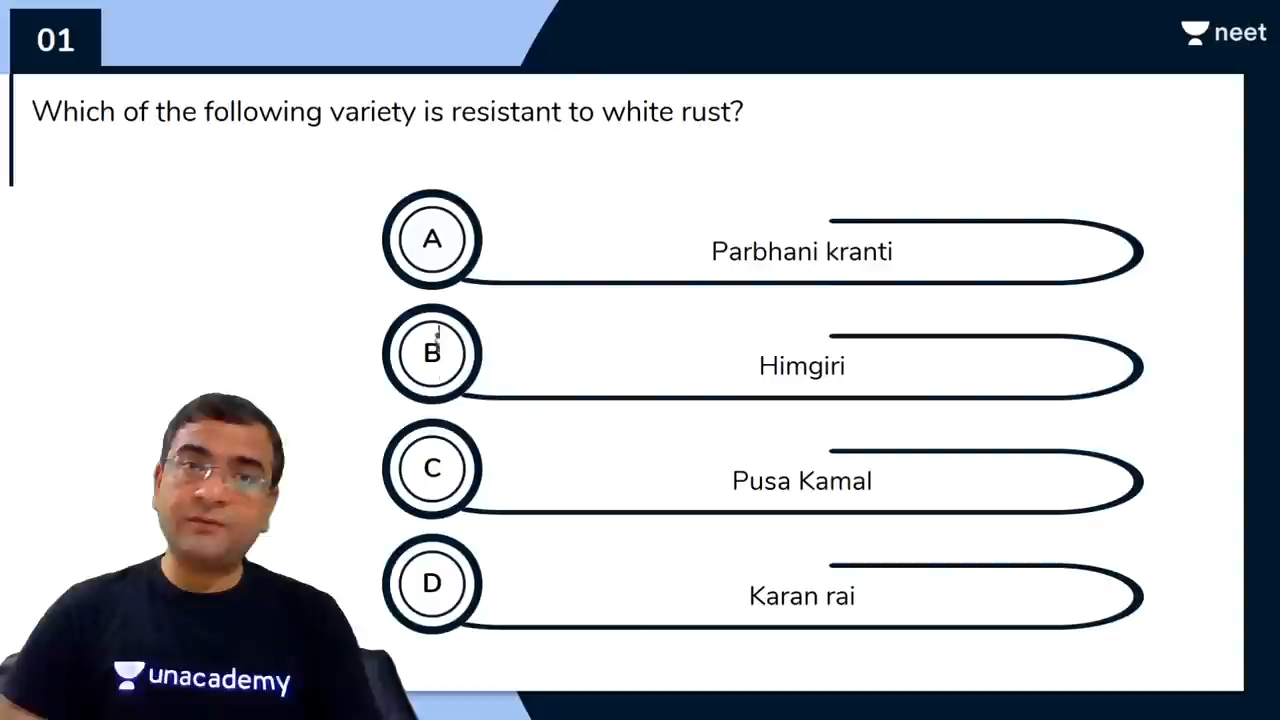 01
neet
Which of the following variety is resistant to white rust?
A
Parbhani kranti
B
Himgiri
C
Pusa Kamal
D
Karan rai
unacademy